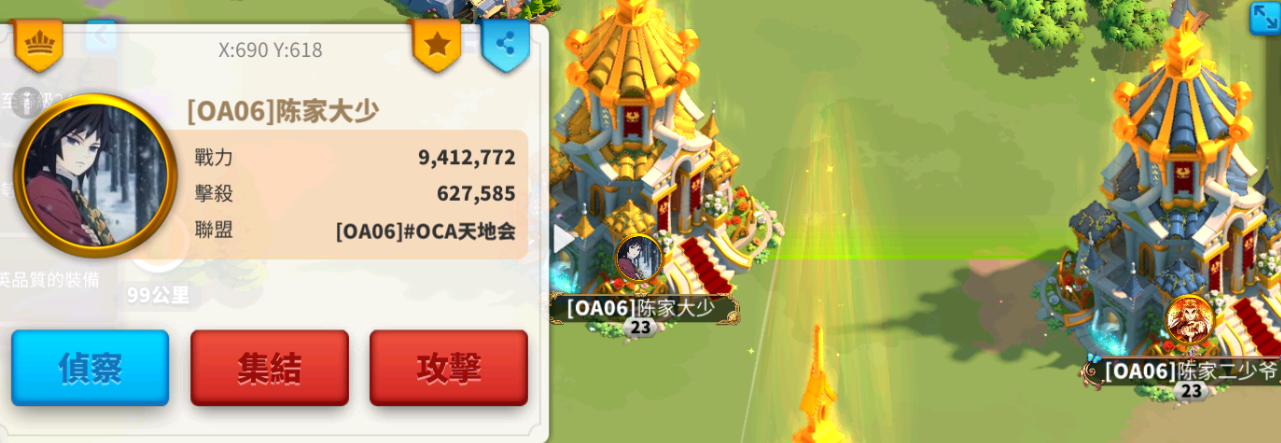 X:690 Y:618
[OA06]陈家大少
戰力 9,412,772
擊殺 627,585
聯盟 [OA06]#OCA天地会
英品質的裝備
99公里
偵察 集結 攻擊
[OA06]陈家大少
23
[OA06]陈家二少爷
23